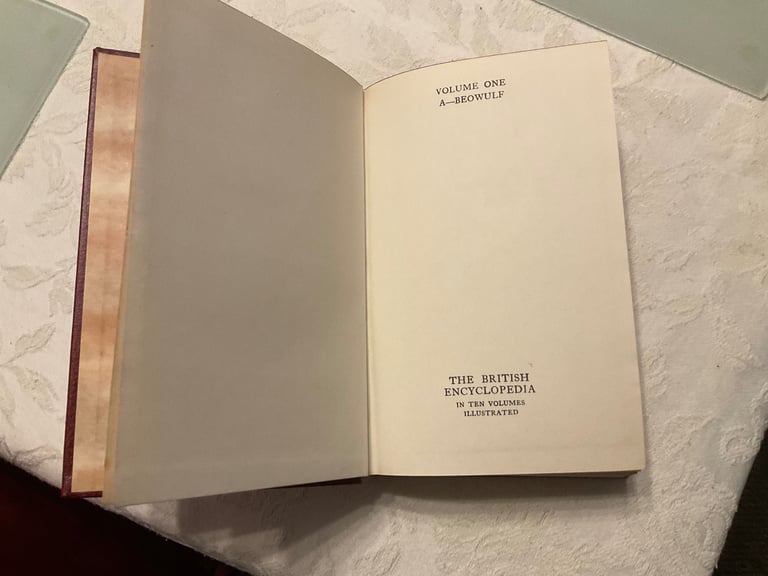 VOLUME ONE
A—BEOWULF
THE BRITISH
ENCYCLOPEDIA
IN TEN VOLUMES
ILLUSTRATED